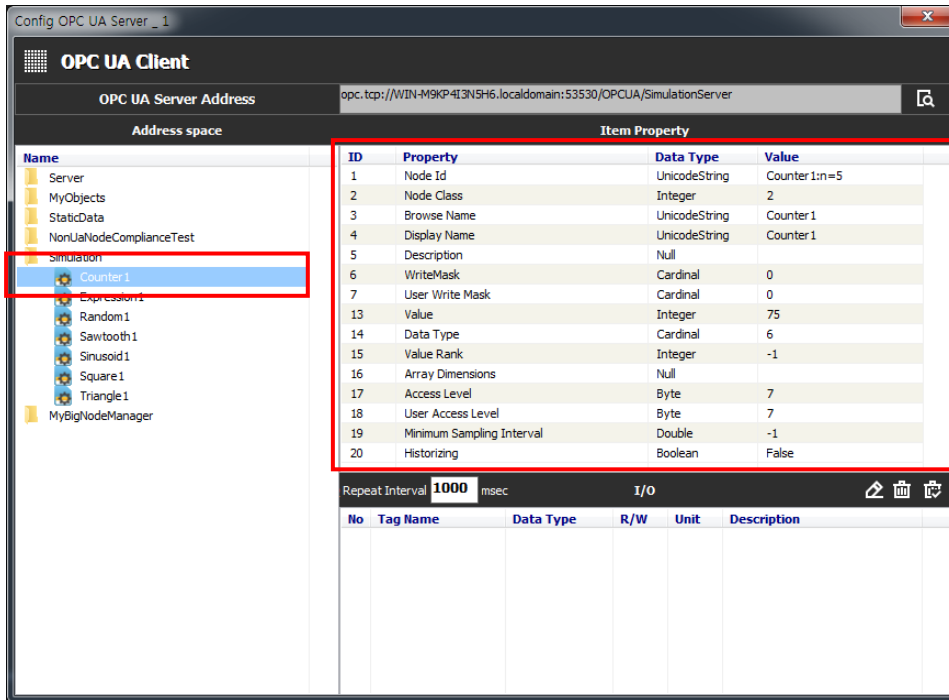 Config OPC UA Server _ 1
OPC UA Client
OPC UA Server Address
opc.tcp://WIN-M9KP4I3N5H6.localdomain:53530/OPCUA/SimulationServer
Address space
Item Property
Name
Server
MyObjects
StaticData
NonUaNodeComplianceTest
Simulation
Counter1
Expression1
Random1
Sawtooth1
Sinusoid1
Square1
Triangle1
MyBigNodeManager
ID Property Data Type Value
1 Node Id UnicodeString Counter1:n=5
2 Node Class Integer 2
3 Browse Name UnicodeString Counter1
4 Display Name UnicodeString Counter1
5 Description Null
6 WriteMask Cardinal 0
7 User Write Mask Cardinal 0
13 Value Integer 75
14 Data Type Cardinal 6
15 Value Rank Integer -1
16 Array Dimensions Null
17 Access Level Byte 7
18 User Access Level Byte 7
19 Minimum Sampling Interval Double -1
20 Historizing Boolean False
Repeat Interval 1000 msec I/O
No Tag Name Data Type R/W Unit Description